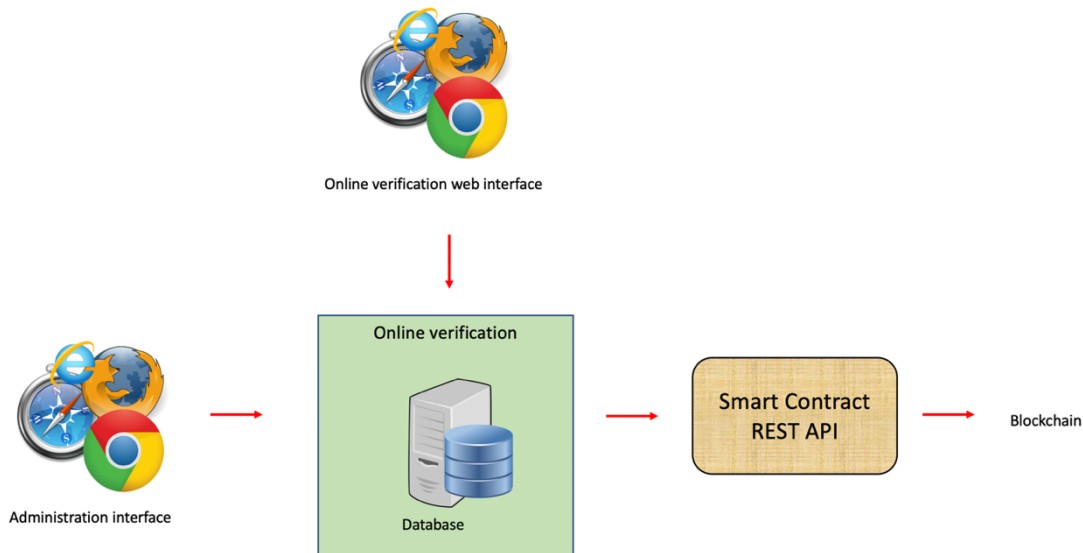 Online verification web interface
Online verification
Smart Contract
REST API
Blockchain
Administration interface
Database